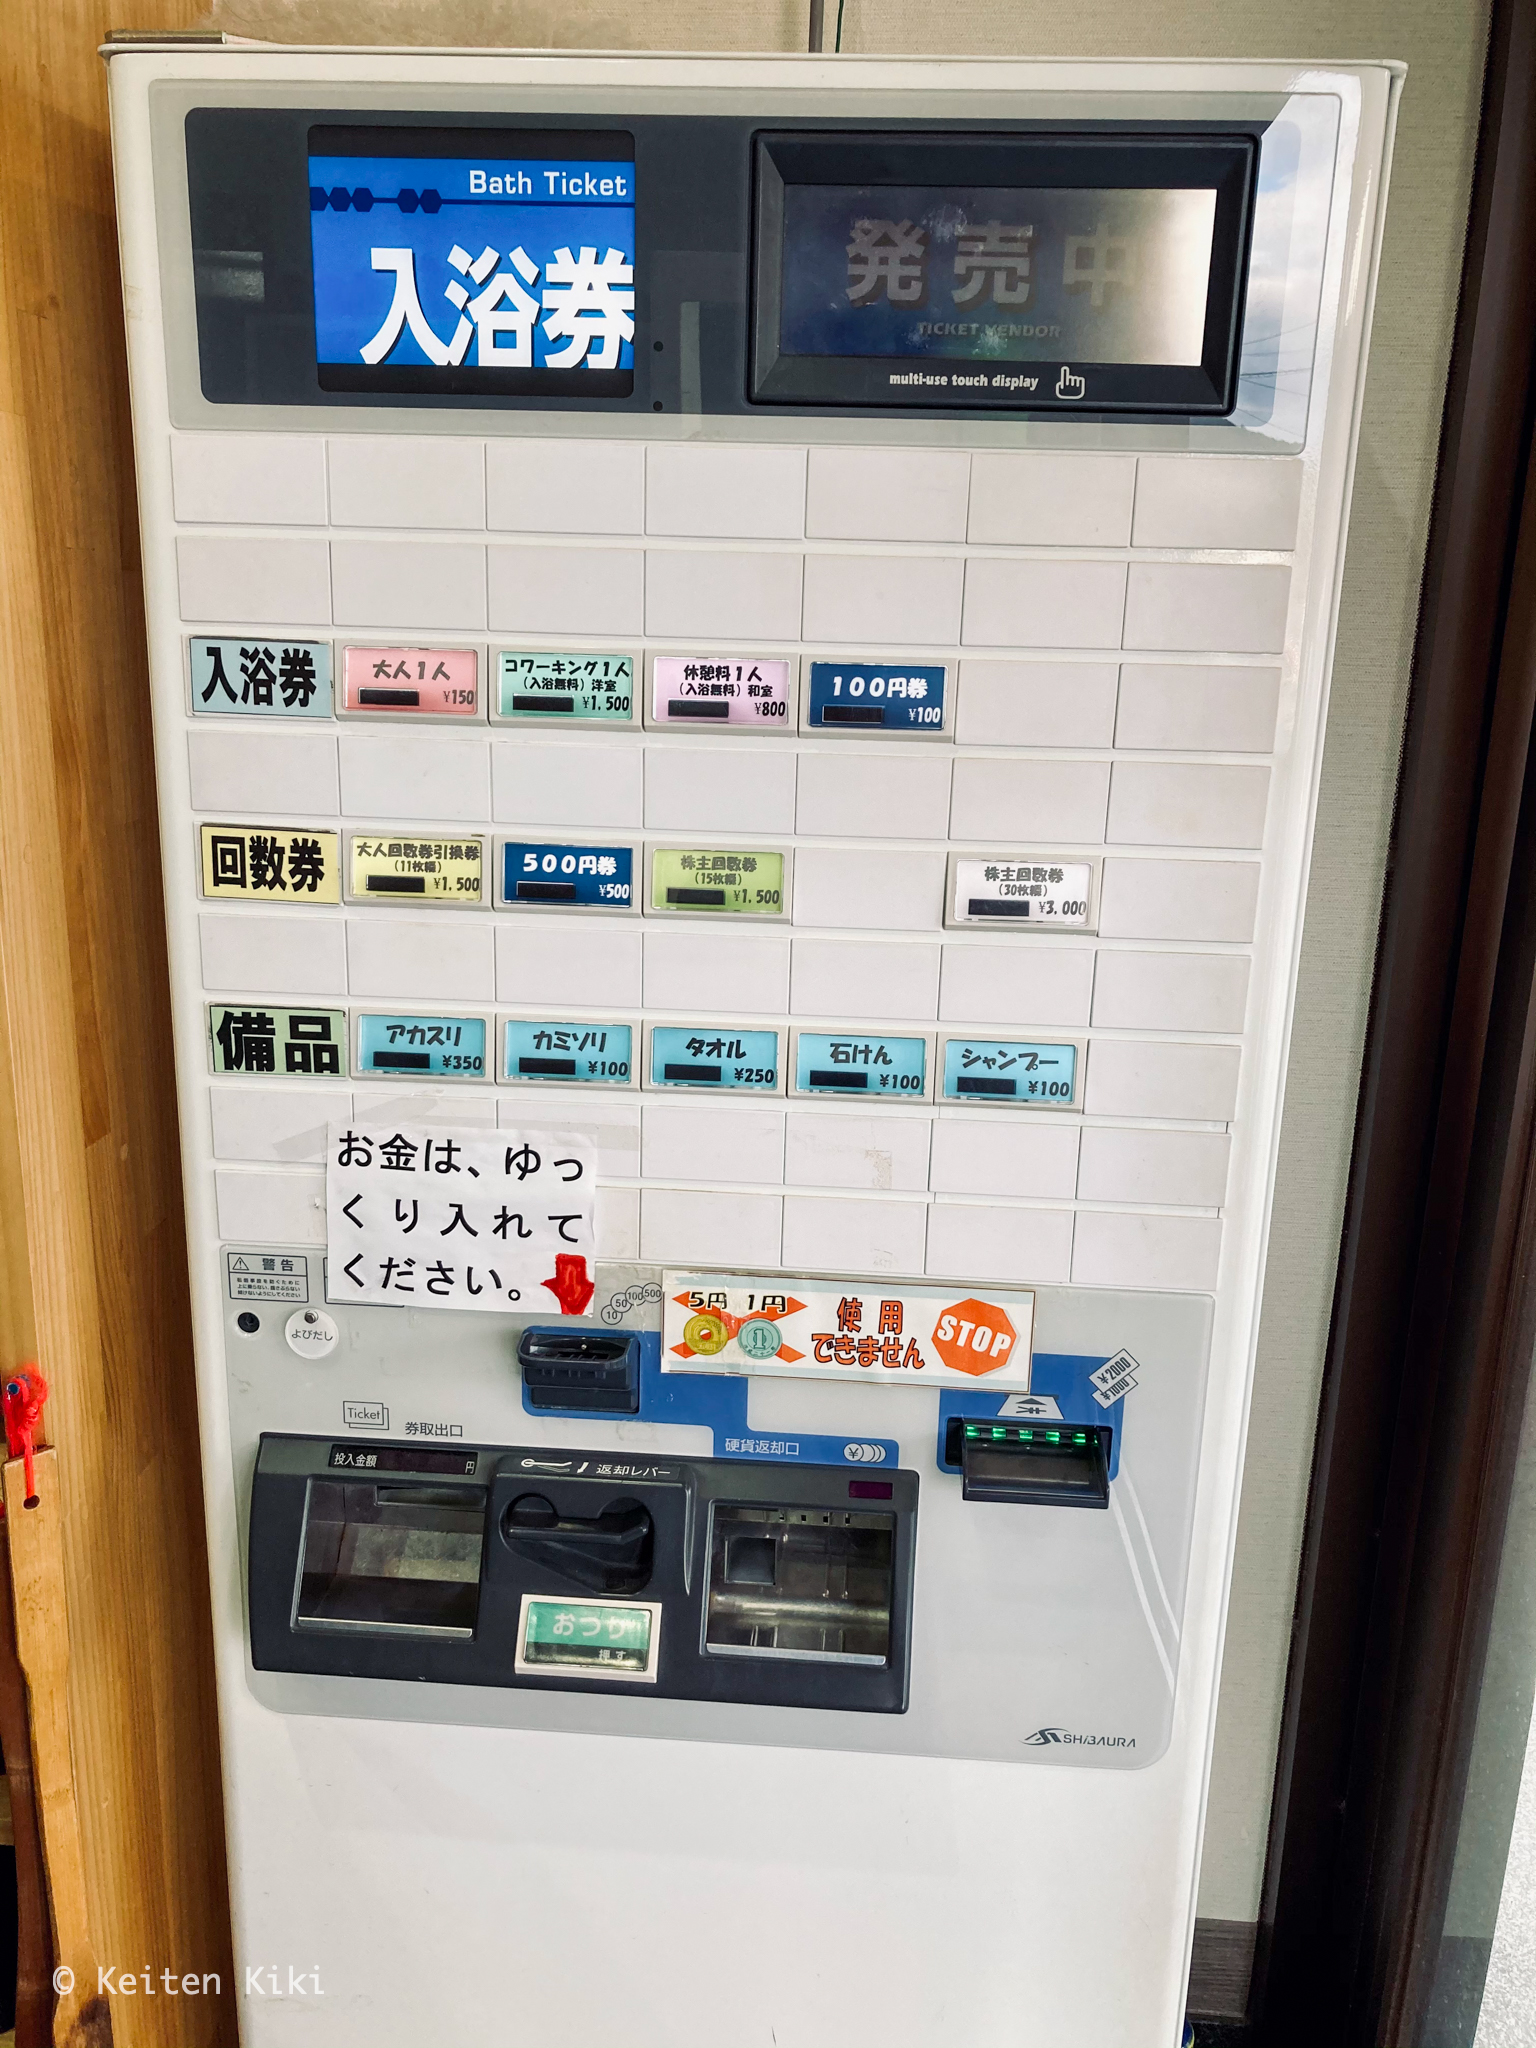 Bath Ticket
入浴券
発売中
TICKET VENDOR
multi-use touch display
入浴券
大人1人
¥150
コワーキング1人
(入浴無料) 洋室
¥1,500
休憩料1人
(入浴無料) 和室
¥800
100円券
¥100
回数券
大人回数券引換券
(11枚綴)
¥1,500
500円券
¥500
株主回数券
(15枚綴)
¥1,500
株主回数券
(30枚綴)
¥3,000
備品
アカスリ
¥350
カミソリ
¥100
タオル
¥250
石けん
¥100
シャンプー
¥100
お金は、ゆっ
くり入れて
ください。
警告
よびだし
10 50 100 500
5円 1円
使用
できません
STOP
¥2000
Ticket
券取出口
硬貨返却口
¥
投入金額
円
返却レバー
おつり
押す
SHIBAURA
© Keiten Kiki